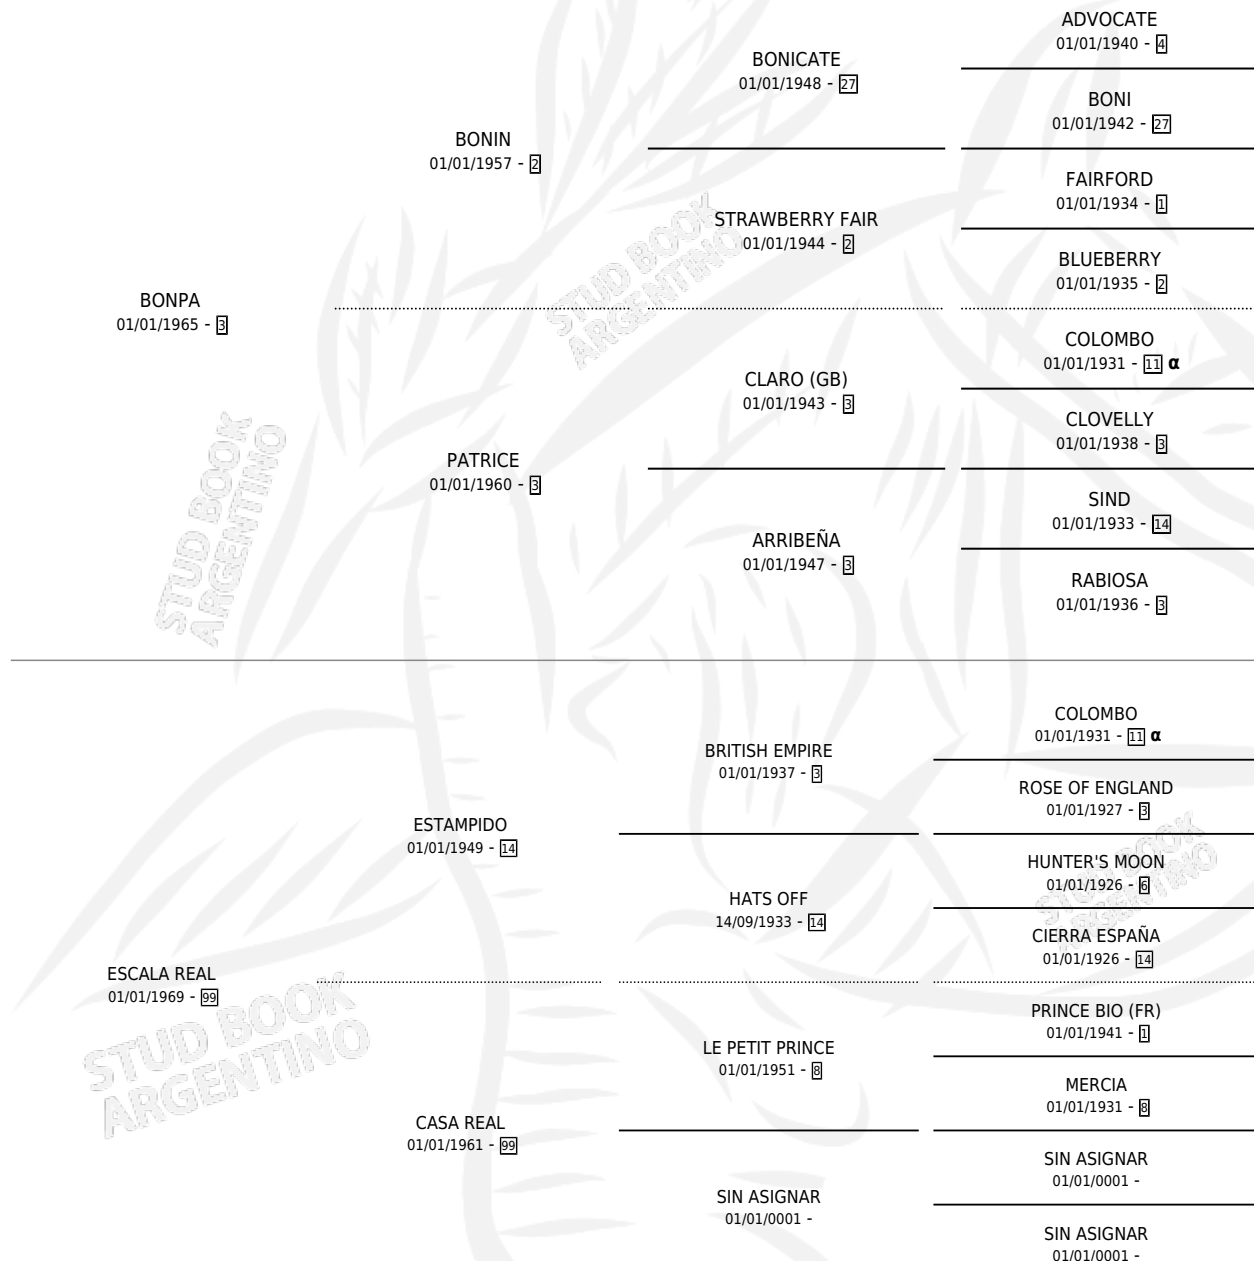 ADVOCATE
01/01/1940 - 4
BONICATE
01/01/1948 - 27
BONI
01/01/1942 - 27
BONIN
01/01/1957 - 2
FAIRFORD
01/01/1934 - 1
STRAWBERRY FAIR
01/01/1944 - 2
BLUEBERRY
01/01/1935 - 2
BONPA
01/01/1965 - 3
COLOMBO
01/01/1931 - 11 α
CLARO (GB)
01/01/1943 - 3
CLOVELLY
01/01/1938 - 3
PATRICE
01/01/1960 - 3
SIND
01/01/1933 - 14
ARRIBEÑA
01/01/1947 - 3
RABIOSA
01/01/1936 - 3
COLOMBO
01/01/1931 - 11 α
BRITISH EMPIRE
01/01/1937 - 3
ROSE OF ENGLAND
01/01/1927 - 3
ESTAMPIDO
01/01/1949 - 14
HUNTER'S MOON
01/01/1926 - 6
HATS OFF
14/09/1933 - 14
CIERRA ESPAÑA
01/01/1926 - 14
ESCALA REAL
01/01/1969 - 99
PRINCE BIO (FR)
01/01/1941 - 1
LE PETIT PRINCE
01/01/1951 - 8
MERCIA
01/01/1931 - 8
CASA REAL
01/01/1961 - 99
SIN ASIGNAR
01/01/0001 -
SIN ASIGNAR
01/01/0001 -
SIN ASIGNAR
01/01/0001 -
STUD BOOK
ARGENTINO
STUD BOOK
ARGENTINO
STUD BOOK
ARGENTINO
STUD BOOK
ARGENTINO